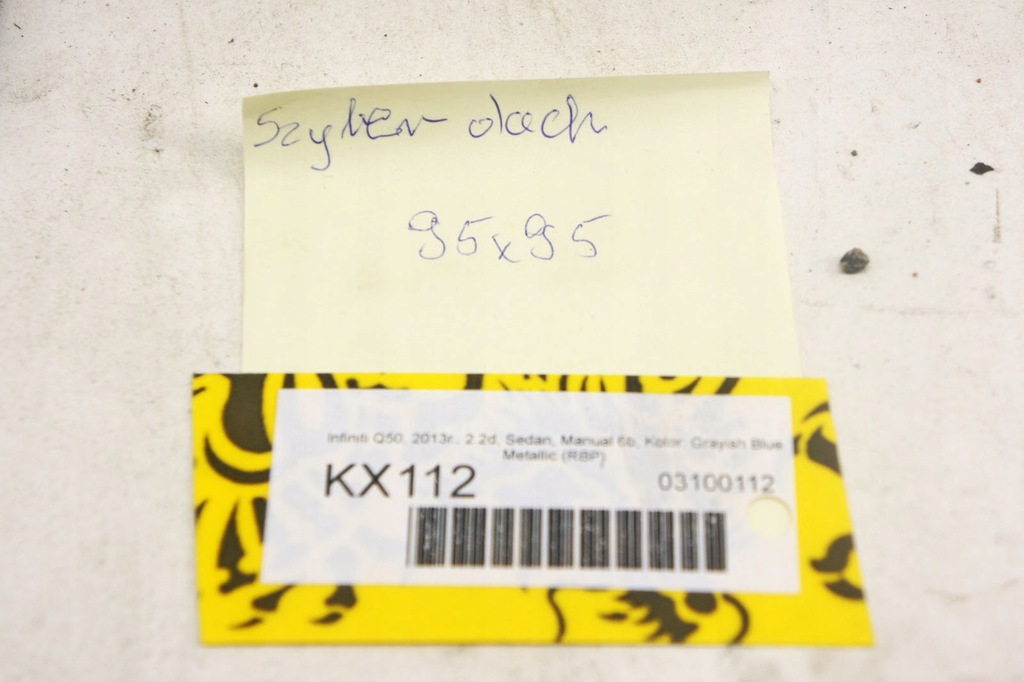 Szyber dach
95x95
Infiniti Q50, 2013r., 2.2d, Sedan, Manual 6b, Kolor: Grayish Blue
Metallic (RBP)
KX112
03100112